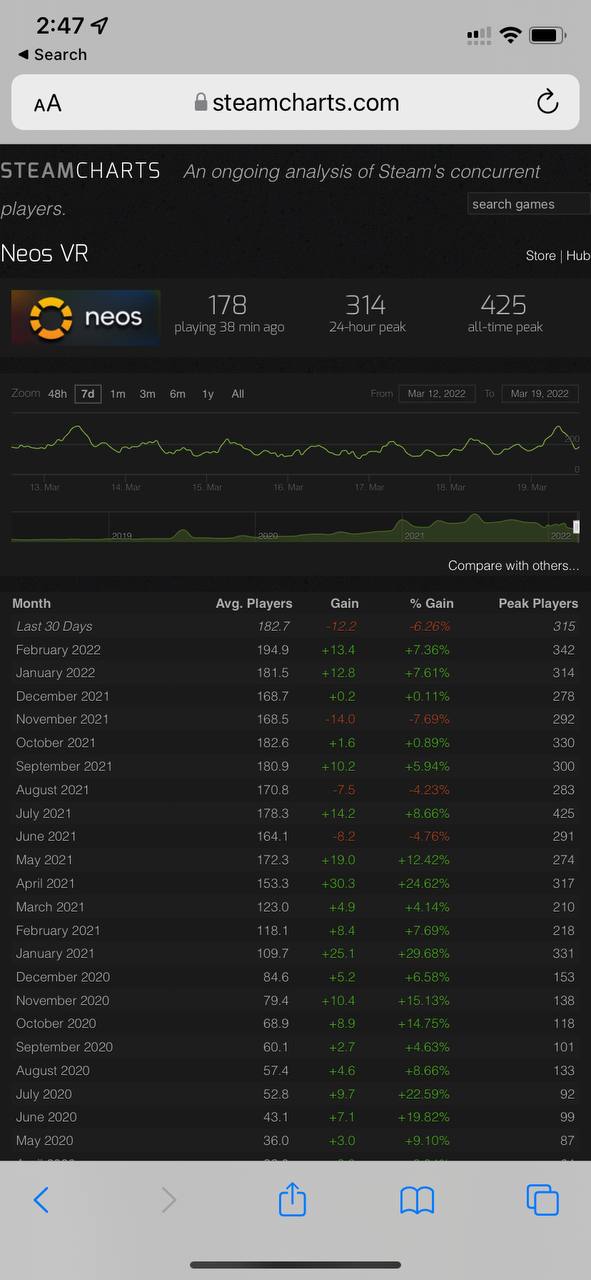 2:47
◄ Search
AA steamcharts.com
STEAMCHARTS An ongoing analysis of Steam's concurrent
players.
search games
Neos VR
Store | Hub
neos
178
playing 38 min ago
314
24-hour peak
425
all-time peak
Zoom 48h 7d 1m 3m 6m 1y All From Mar 12, 2022 To Mar 19, 2022
200
0
13. Mar 14. Mar 15. Mar 16. Mar 17. Mar 18. Mar 19. Mar
2019 2020 2021 2022
Compare with others...
Month Avg. Players Gain % Gain Peak Players
Last 30 Days 182.7 -12.2 -6.26% 315
February 2022 194.9 +13.4 +7.36% 342
January 2022 181.5 +12.8 +7.61% 314
December 2021 168.7 +0.2 +0.11% 278
November 2021 168.5 -14.0 -7.69% 292
October 2021 182.6 +1.6 +0.89% 330
September 2021 180.9 +10.2 +5.94% 300
August 2021 170.8 -7.5 -4.23% 283
July 2021 178.3 +14.2 +8.66% 425
June 2021 164.1 -8.2 -4.76% 291
May 2021 172.3 +19.0 +12.42% 274
April 2021 153.3 +30.3 +24.62% 317
March 2021 123.0 +4.9 +4.14% 210
February 2021 118.1 +8.4 +7.69% 218
January 2021 109.7 +25.1 +29.68% 331
December 2020 84.6 +5.2 +6.58% 153
November 2020 79.4 +10.4 +15.13% 138
October 2020 68.9 +8.9 +14.75% 118
September 2020 60.1 +2.7 +4.63% 101
August 2020 57.4 +4.6 +8.66% 133
July 2020 52.8 +9.7 +22.59% 92
June 2020 43.1 +7.1 +19.82% 99
May 2020 36.0 +3.0 +9.10% 87